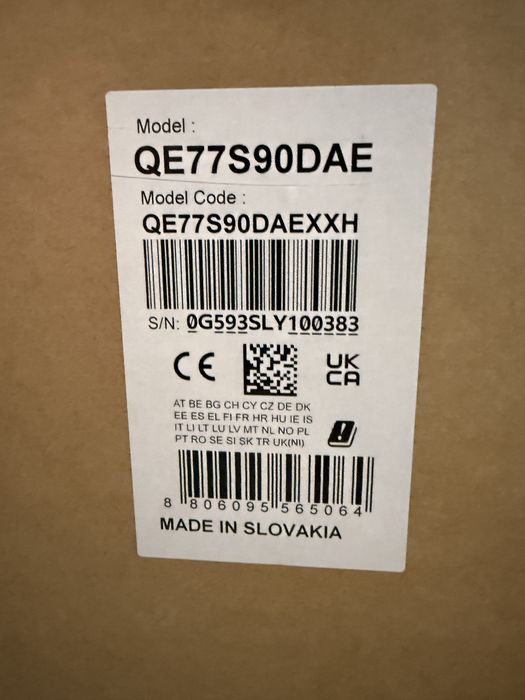 Model :
QE77S90DAE
Model Code :
QE77S90DAEXXH
S/N: 0G593SLY100383
CE
UK
CA
AT BE BG CH CY CZ DE DK
EE ES EL FI FR HR HU IE IS
IT LI LT LU LV MT NL NO PL
PT RO SE SI SK TR UK(NI)
8 806095 565064
MADE IN SLOVAKIA